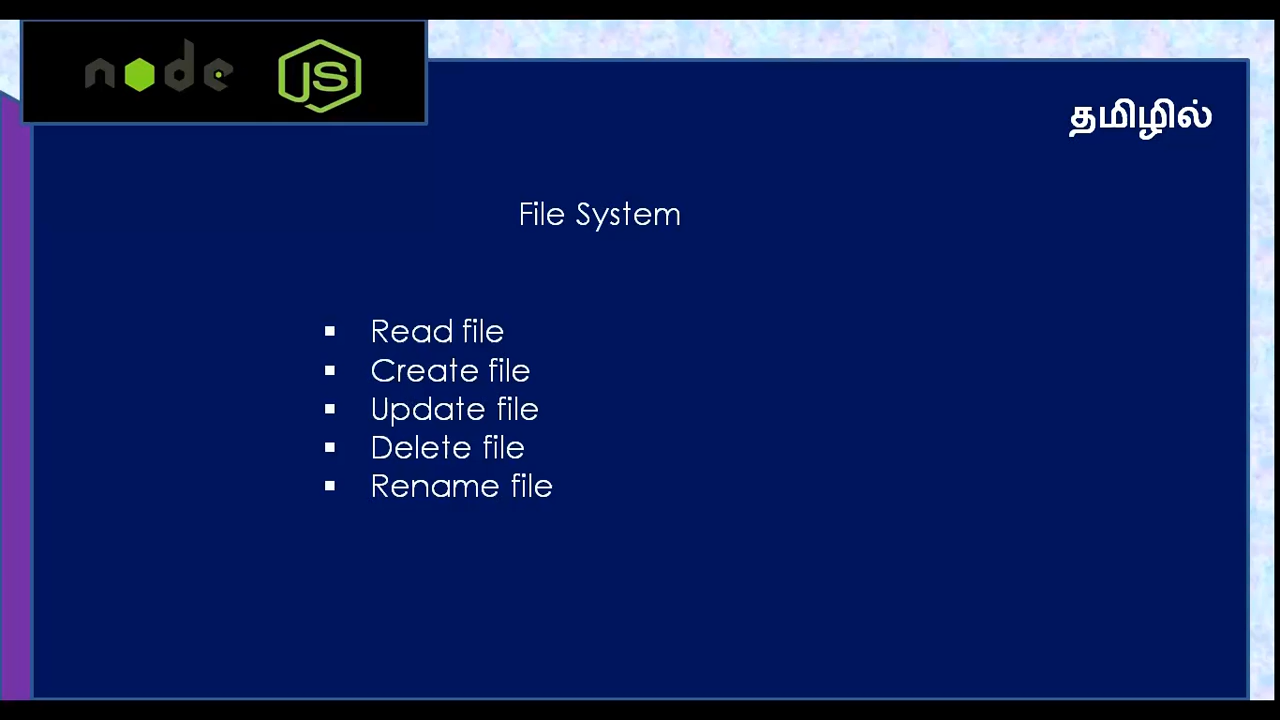 node JS
தமிழில்
File System
▪ Read file
▪ Create file
▪ Update file
▪ Delete file
▪ Rename file